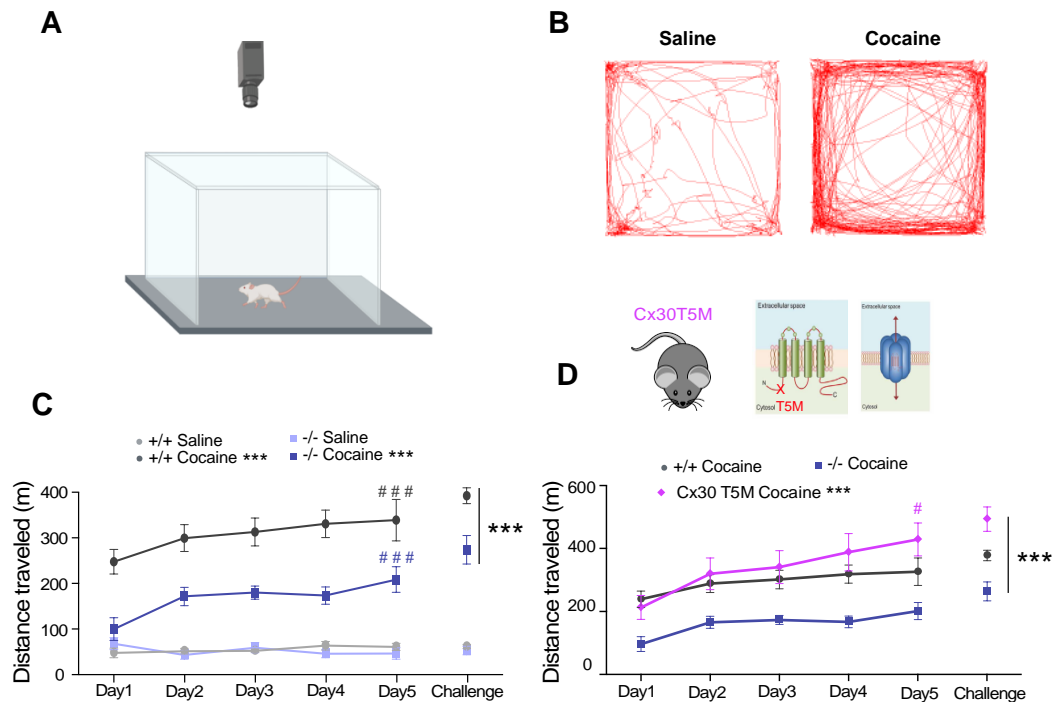 A
B
Saline Cocaine
Cx30T5M
Extracellular space
N
X
T5M
C
Cytosol
Extracellular space
Cytosol
C
+/+ Saline -/- Saline
+/+ Cocaine *** -/- Cocaine ***
Distance traveled (m)
400
300
200
100
0
# # #
# # #
***
Day1 Day2 Day3 Day4 Day5 Challenge
D
+/+ Cocaine -/- Cocaine
Cx30 T5M Cocaine ***
Distance traveled (m)
600
400
200
0
#
***
Day1 Day2 Day3 Day4 Day5 Challenge